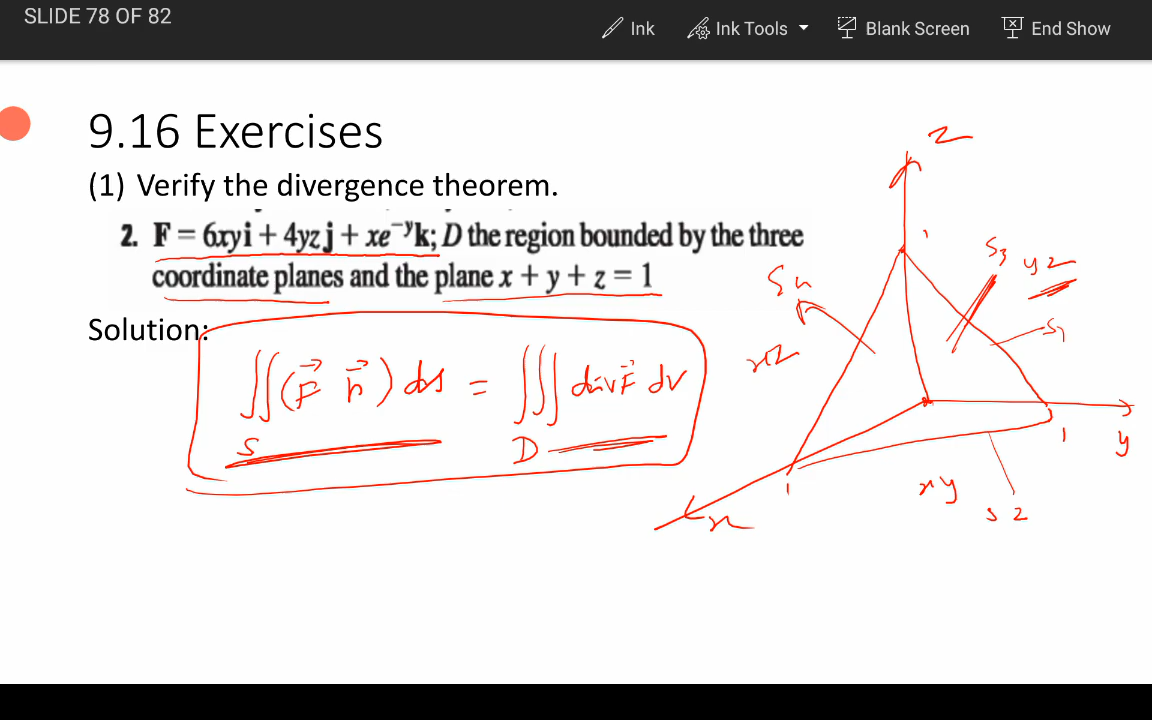 SLIDE 78 OF 82
Ink Ink Tools Blank Screen End Show
9.16 Exercises
(1) Verify the divergence theorem.
2. F = 6xyi + 4yzj + xe⁻ʸk; D the region bounded by the three
coordinate planes and the plane x + y + z = 1
Solution:
∬(F⃗ n⃗) ds = ∭ div F⃗ dv
S D
z
1
S3 yz
S4
S1
xz
1 y
1
xy
x
S2